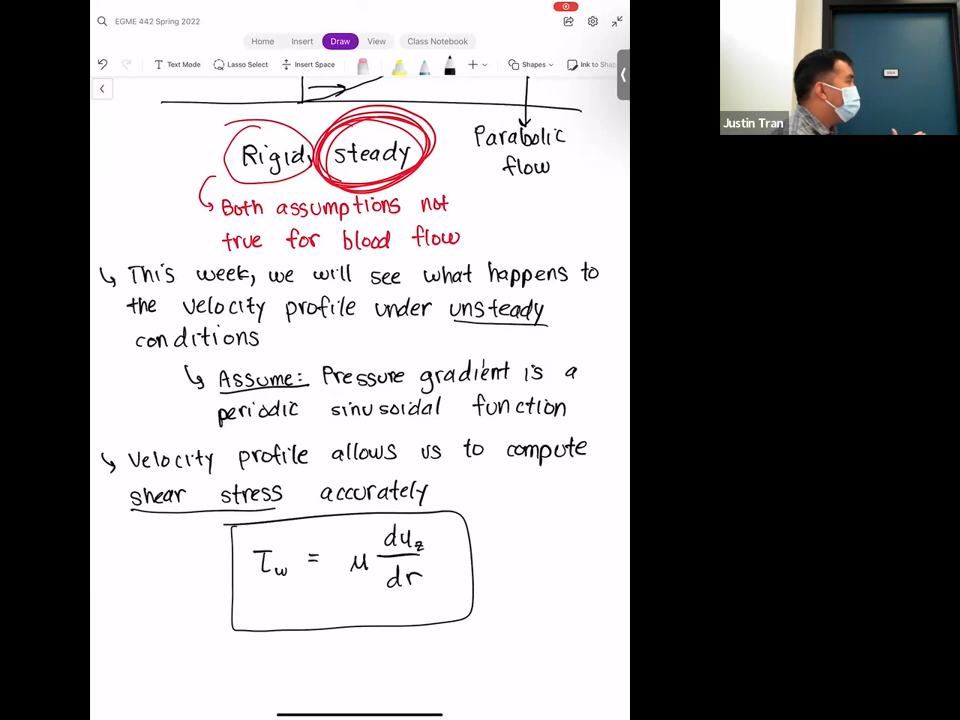 EGME 442 Spring 2022
Home Insert Draw View Class Notebook
Text Mode Lasso Select Insert Space Shapes Ink to Shap
Parabolic
flow
Rigid, steady
Both assumptions not
true for blood flow
↳ This week, we will see what happens to
the velocity profile under unsteady
conditions
↳ Assume: Pressure gradient is a
periodic sinusoidal function
↳ Velocity profile allows us to compute
shear stress accurately
τw = μ duz/dr
Justin Tran